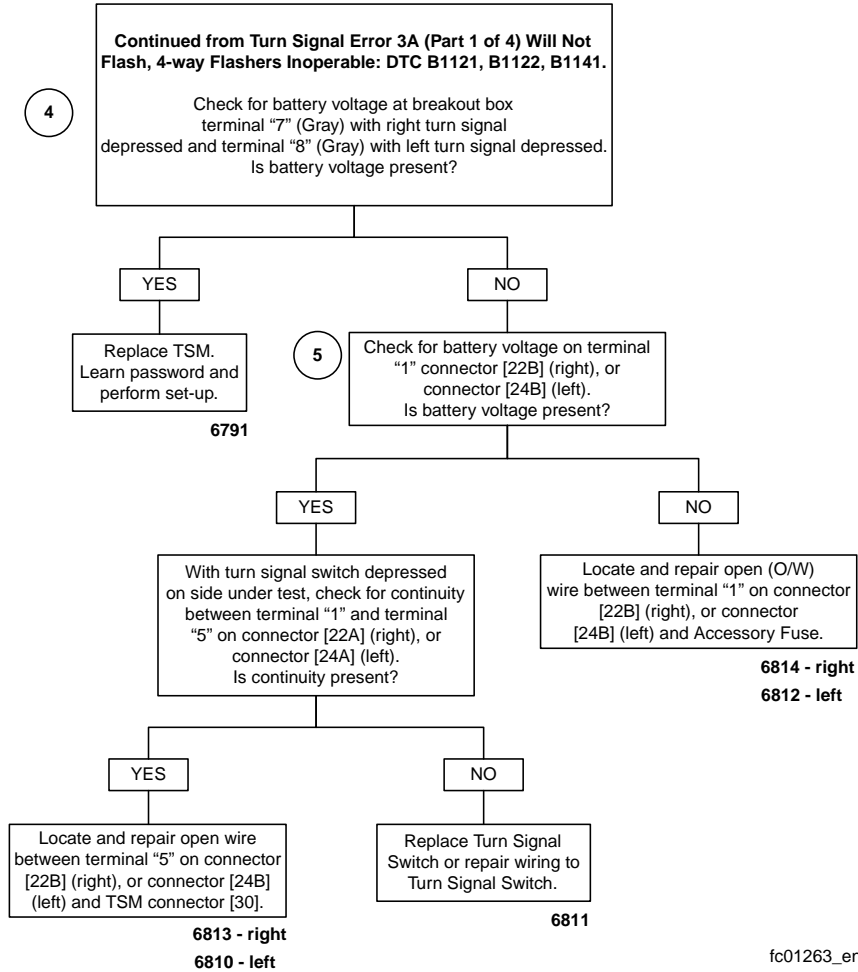 Continued from Turn Signal Error 3A (Part 1 of 4) Will Not
Flash, 4-way Flashers Inoperable: DTC B1121, B1122, B1141.
4
Check for battery voltage at breakout box
terminal “7” (Gray) with right turn signal
depressed and terminal “8” (Gray) with left turn signal depressed.
Is battery voltage present?
YES
NO
Replace TSM.
Learn password and
perform set-up.
6791
5
Check for battery voltage on terminal
“1” connector [22B] (right), or
connector [24B] (left).
Is battery voltage present?
YES
NO
With turn signal switch depressed
on side under test, check for continuity
between terminal “1” and terminal
“5” on connector [22A] (right), or
connector [24A] (left).
Is continuity present?
Locate and repair open (O/W)
wire between terminal “1” on connector
[22B] (right), or connector
[24B] (left) and Accessory Fuse.
6814 - right
6812 - left
YES
NO
Locate and repair open wire
between terminal “5” on connector
[22B] (right), or connector [24B]
(left) and TSM connector [30].
6813 - right
6810 - left
Replace Turn Signal
Switch or repair wiring to
Turn Signal Switch.
6811
fc01263_en